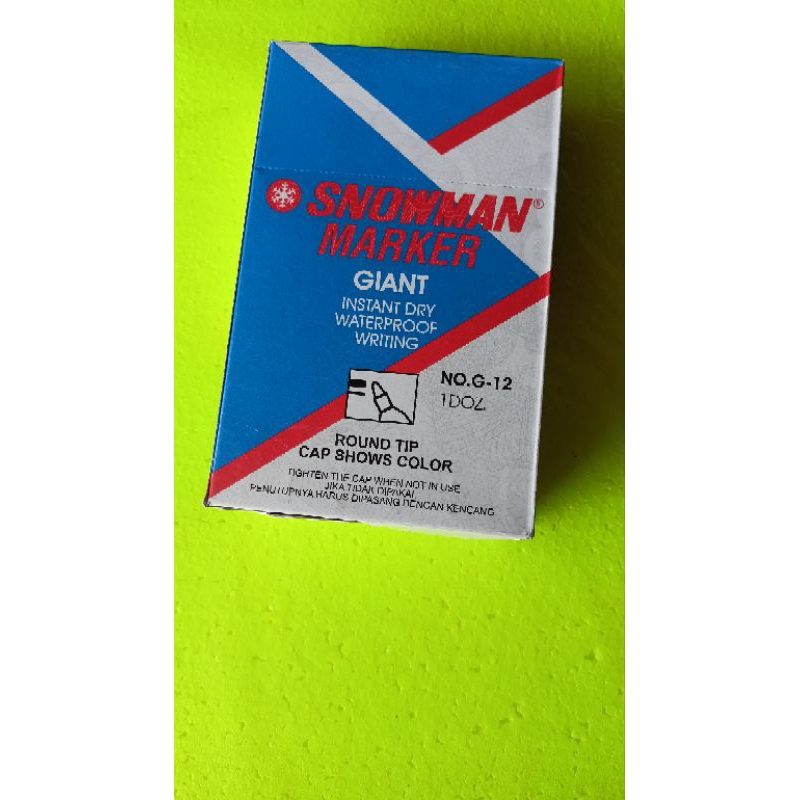 SNOWMAN®
MARKER
GIANT
INSTANT DRY
WATERPROOF
WRITING
NO.G-12
1DOZ.
ROUND TIP
CAP SHOWS COLOR
TIGHTEN THE CAP WHEN NOT IN USE
JIKA TIDAK DIPAKAI,
PENUTUPNYA HARUS DIPASANG DENGAN KENCANG